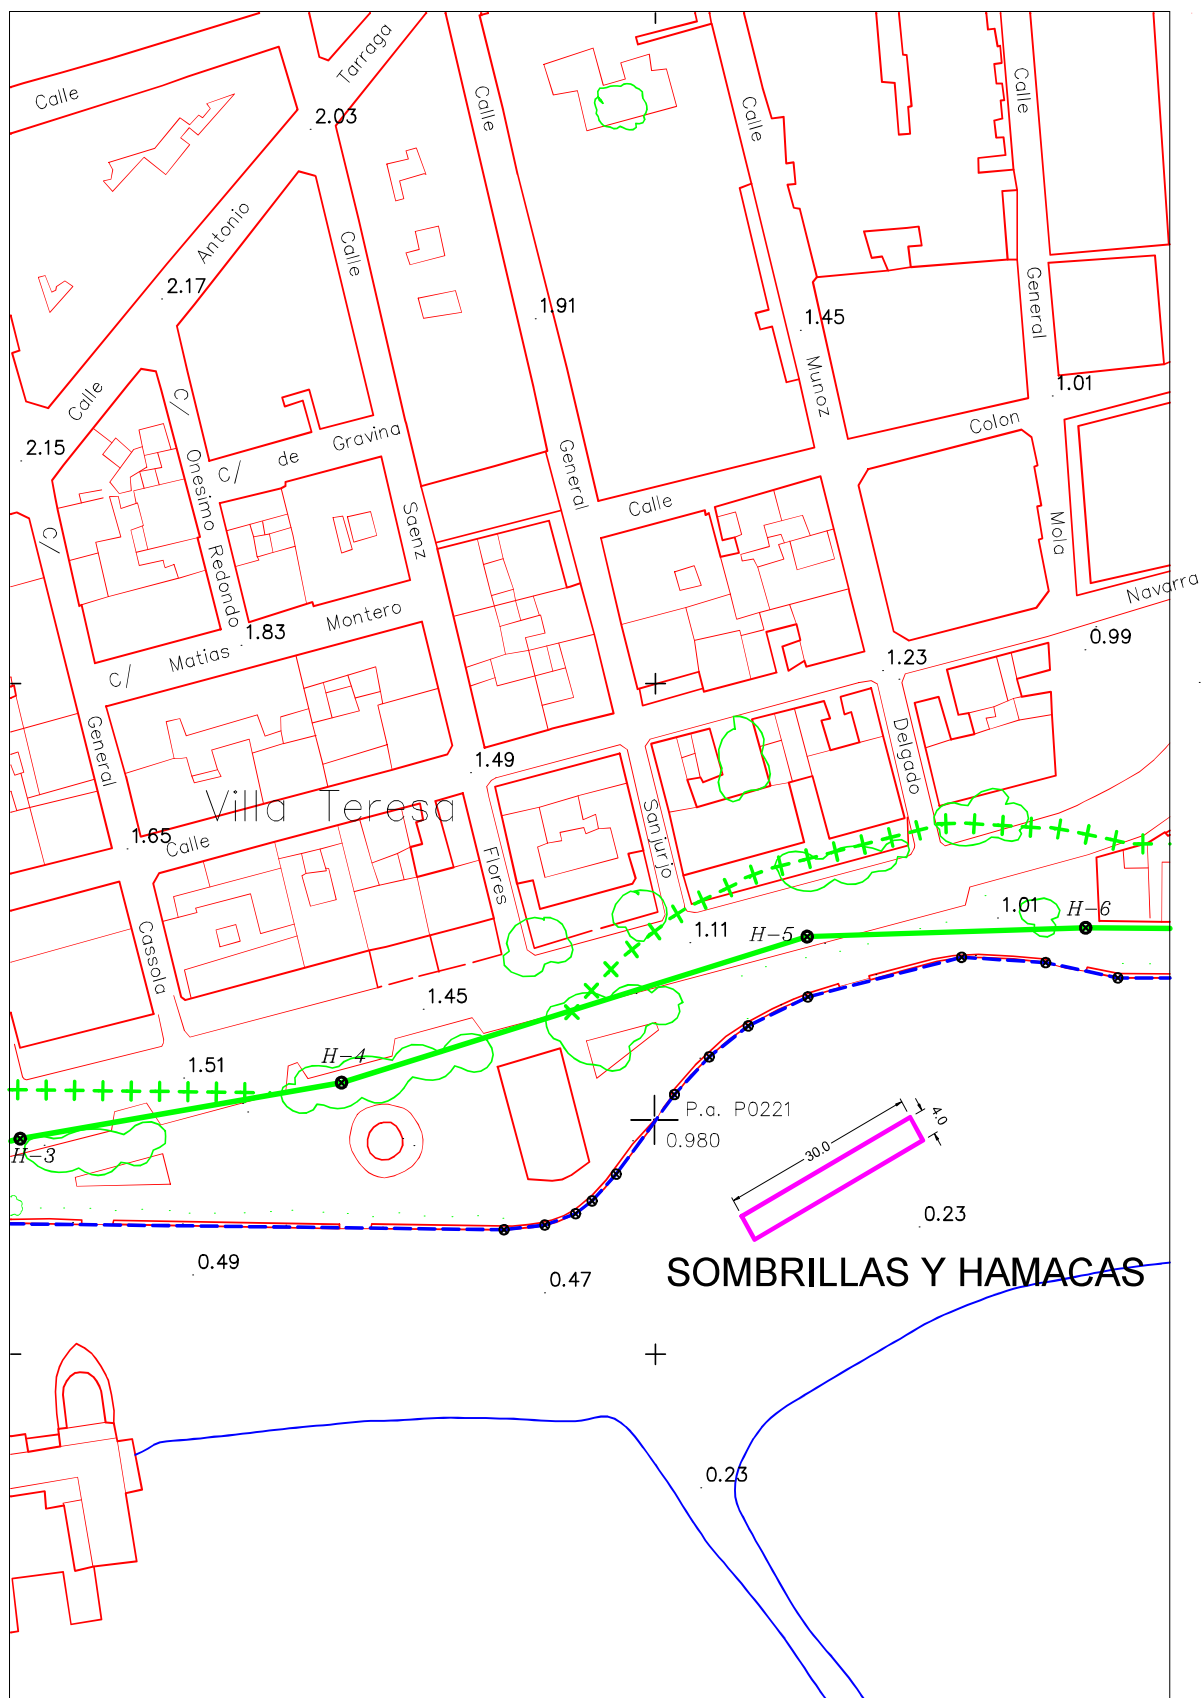 Calle
Tarraga
2.03
Calle
Calle
Calle
Antonio
2.17
Calle
1.91
1.45
General
1.01
Calle
C/
Munoz
2.15
C/ de Gravina
Colon
Onesimo Redondo
General
Calle
C/
Saenz
Mola
Navarra
1.83
Montero
0.99
C/ Matias
1.23
General
1.49
Delgado
Villa Teresa
1.65
Calle
Sanjurjo
Flores
Cassola
1.11
H-5
1.01
H-6
1.45
1.51
H-4
H-3
P.a. P0221
0.980
30.0
4.0
0.23
0.49
0.47
SOMBRILLAS Y HAMACAS
0.23